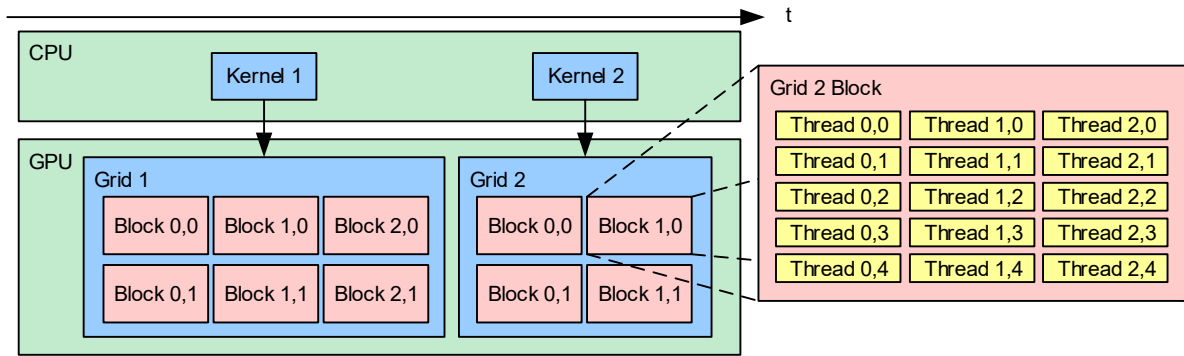 t
CPU
Kernel 1
Kernel 2
GPU
Grid 1
Block 0,0 Block 1,0 Block 2,0
Block 0,1 Block 1,1 Block 2,1
Grid 2
Block 0,0 Block 1,0
Block 0,1 Block 1,1
Grid 2 Block
Thread 0,0 Thread 1,0 Thread 2,0
Thread 0,1 Thread 1,1 Thread 2,1
Thread 0,2 Thread 1,2 Thread 2,2
Thread 0,3 Thread 1,3 Thread 2,3
Thread 0,4 Thread 1,4 Thread 2,4